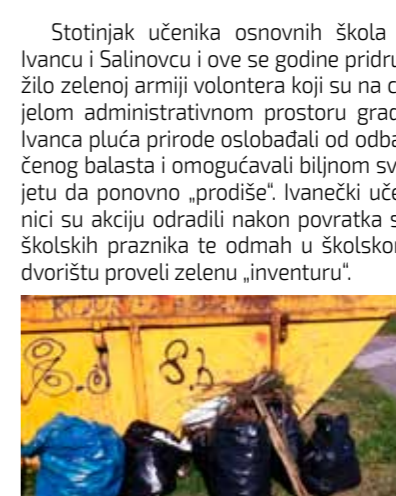 Stotinjak učenika osnovnih škola
Ivancu i Salinovcu i ove se godine pridru
žilo zelenoj armiji volontera koji su na c
jelom administrativnom prostoru grad
Ivanca pluća prirode oslobađali od odba
čenog balasta i omogućavali biljnom sv
jetu da ponovno „prodiše“. Ivanečki uče
nici su akciju odradili nakon povratka s
školskih praznika te odmah u školskom
dvorištu proveli zelenu „inventuru“.
8.b